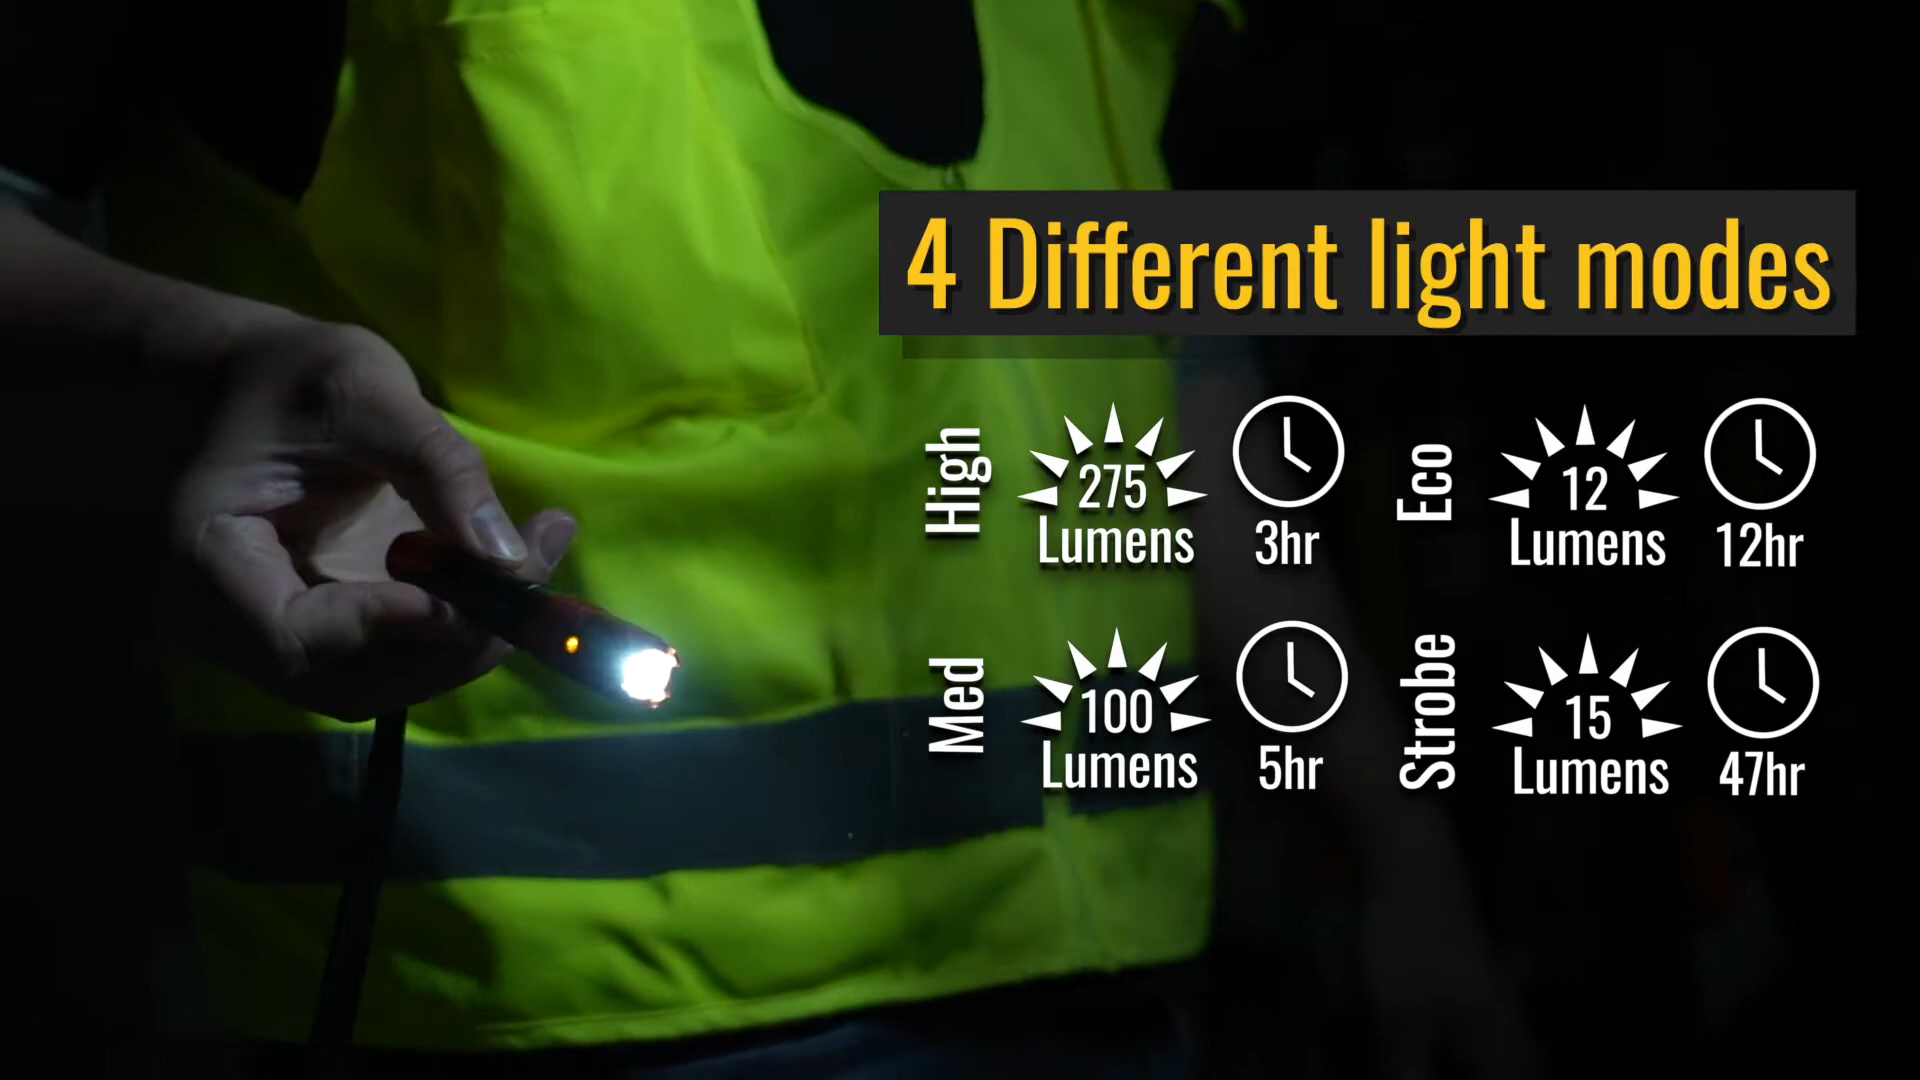 4 Different light modes
High
275
Lumens
3hr
Eco
12
Lumens
12hr
Med
100
Lumens
5hr
Strobe
15
Lumens
47hr